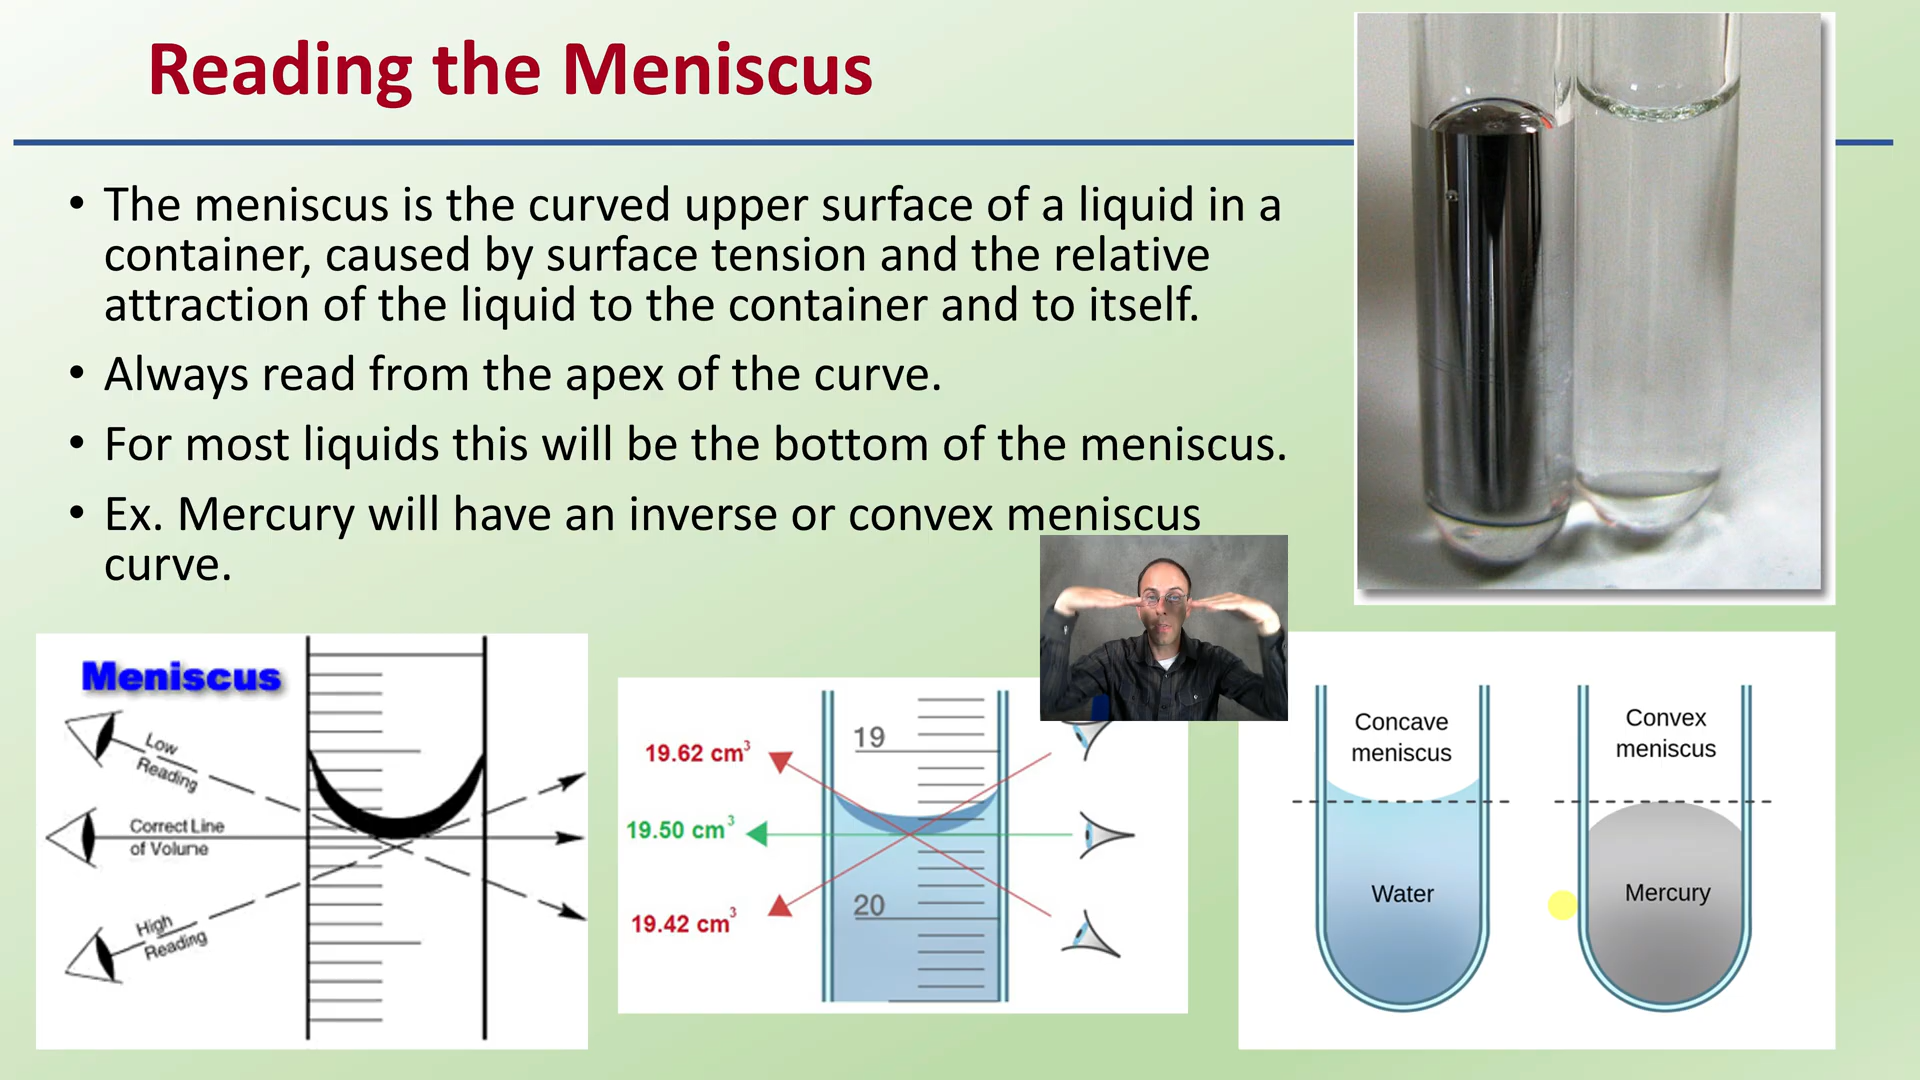 Reading the Meniscus
• The meniscus is the curved upper surface of a liquid in a
container, caused by surface tension and the relative
attraction of the liquid to the container and to itself.
• Always read from the apex of the curve.
• For most liquids this will be the bottom of the meniscus.
• Ex. Mercury will have an inverse or convex meniscus
curve.
Meniscus
Low
Reading
Correct Line
of Volume
High
Reading
19
19.62 cm³
19.50 cm³
20
19.42 cm³
Concave
meniscus
Water
Convex
meniscus
Mercury